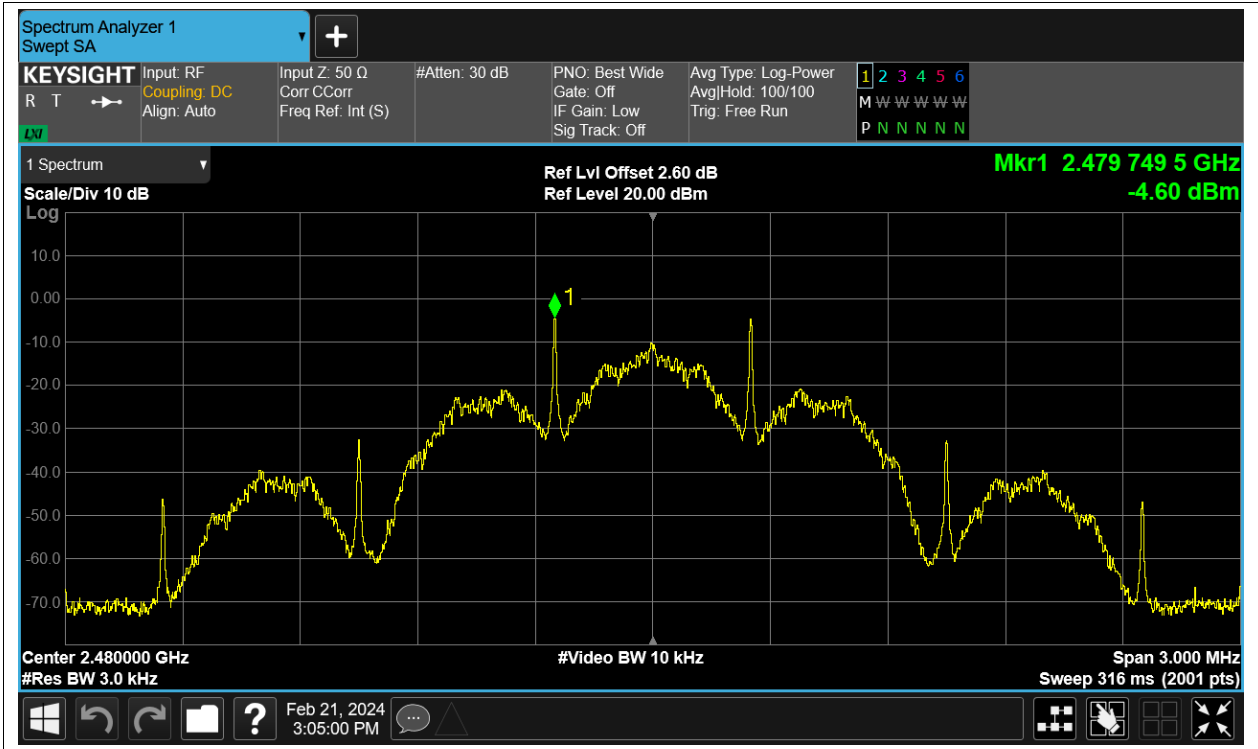 Spectrum Analyzer 1
Swept SA
KEYSIGHT
R T
LXI
Input: RF
Coupling: DC
Align: Auto
Input Z: 50 Ω
Corr CCorr
Freq Ref: Int (S)
#Atten: 30 dB
PNO: Best Wide
Gate: Off
IF Gain: Low
Sig Track: Off
Avg Type: Log-Power
Avg|Hold: 100/100
Trig: Free Run
1 2 3 4 5 6
M W W W W W W
P N N N N N N
1 Spectrum
Scale/Div 10 dB
Log
Ref Lvl Offset 2.60 dB
Ref Level 20.00 dBm
Mkr1 2.479 749 5 GHz
-4.60 dBm
10.0
0.00
-10.0
-20.0
-30.0
-40.0
-50.0
-60.0
-70.0
1
Center 2.480000 GHz
#Video BW 10 kHz
Span 3.000 MHz
#Res BW 3.0 kHz
Sweep 316 ms (2001 pts)
?
Feb 21, 2024
3:05:00 PM